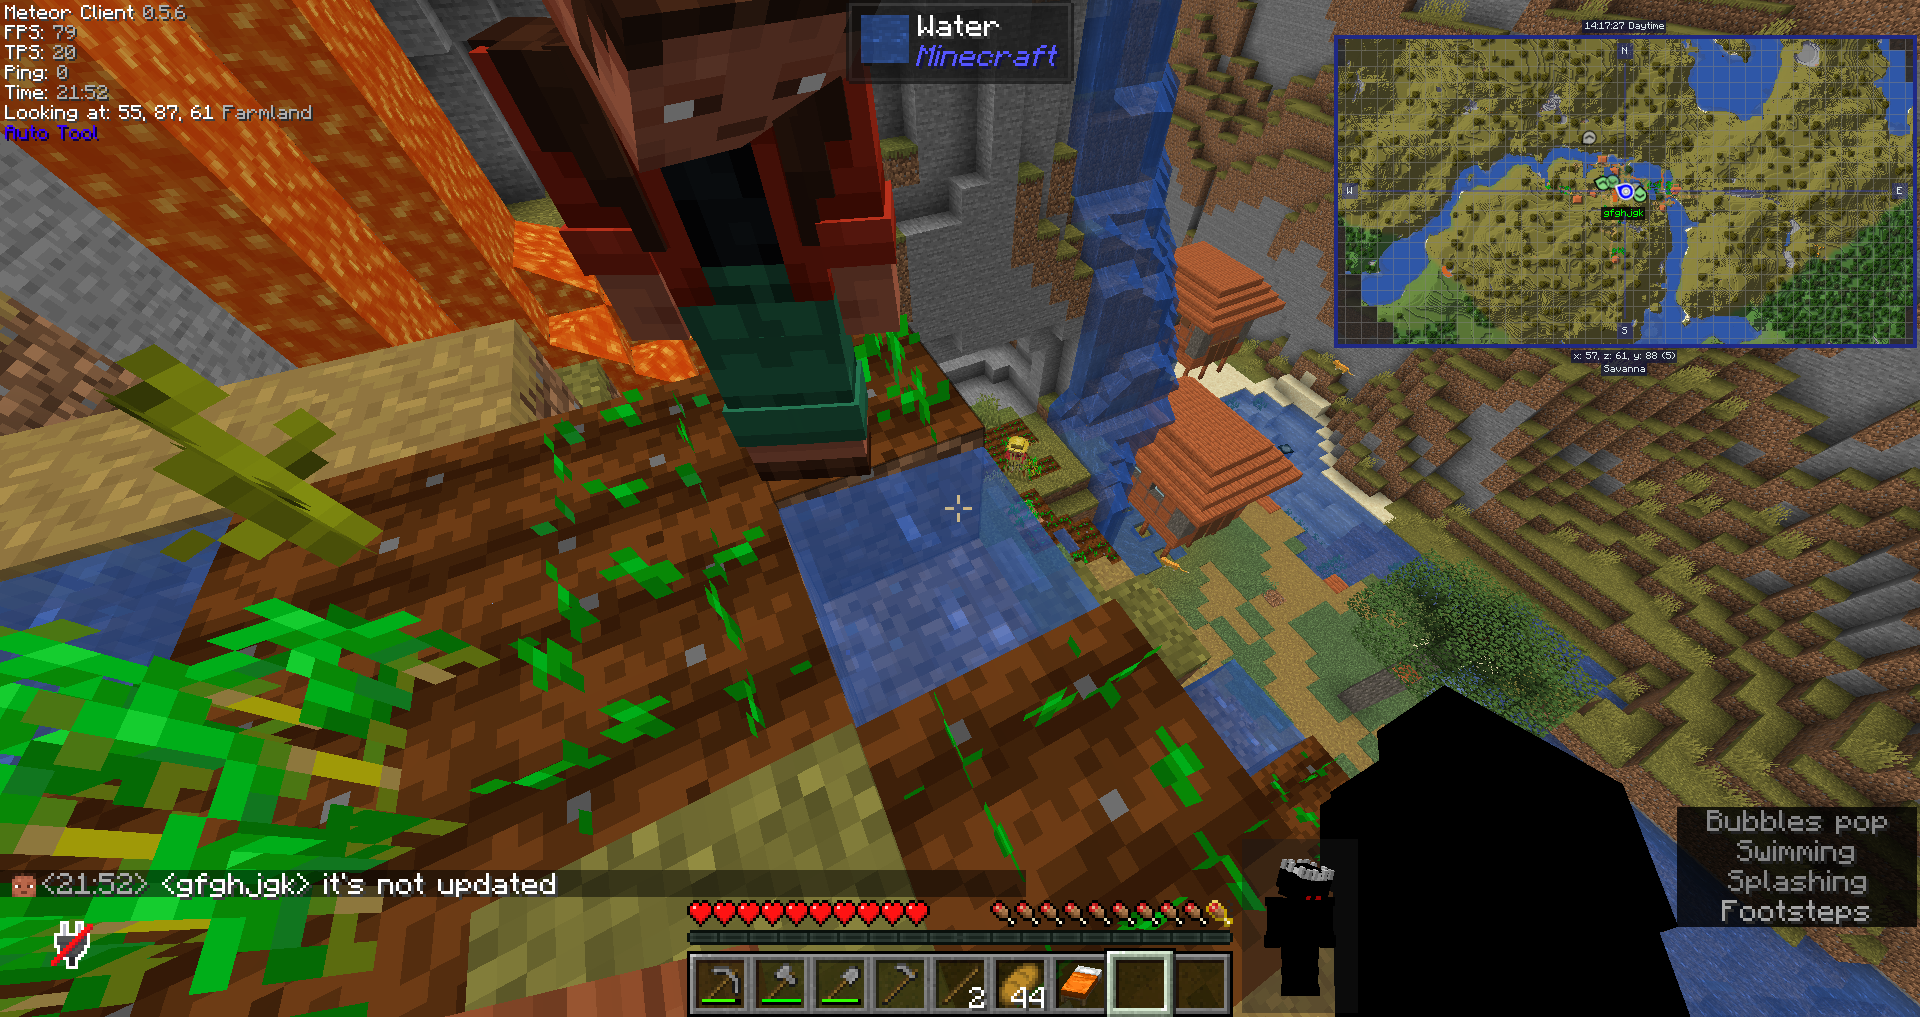 Meteor Client 0.5.6
FPS: 79
TPS: 20
Ping: 0
Time: 21:52
Looking at: 55, 87, 61 Farmland
Auto Tool
Water
Minecraft
14:17:27 Daytime
N
W
E
gfghjgk
S
x: 57, z: 61, y: 88 (5)
Savanna
<21:52> <gfghjgk> it's not updated
Bubbles pop
Swimming
Splashing
Footsteps
2
44